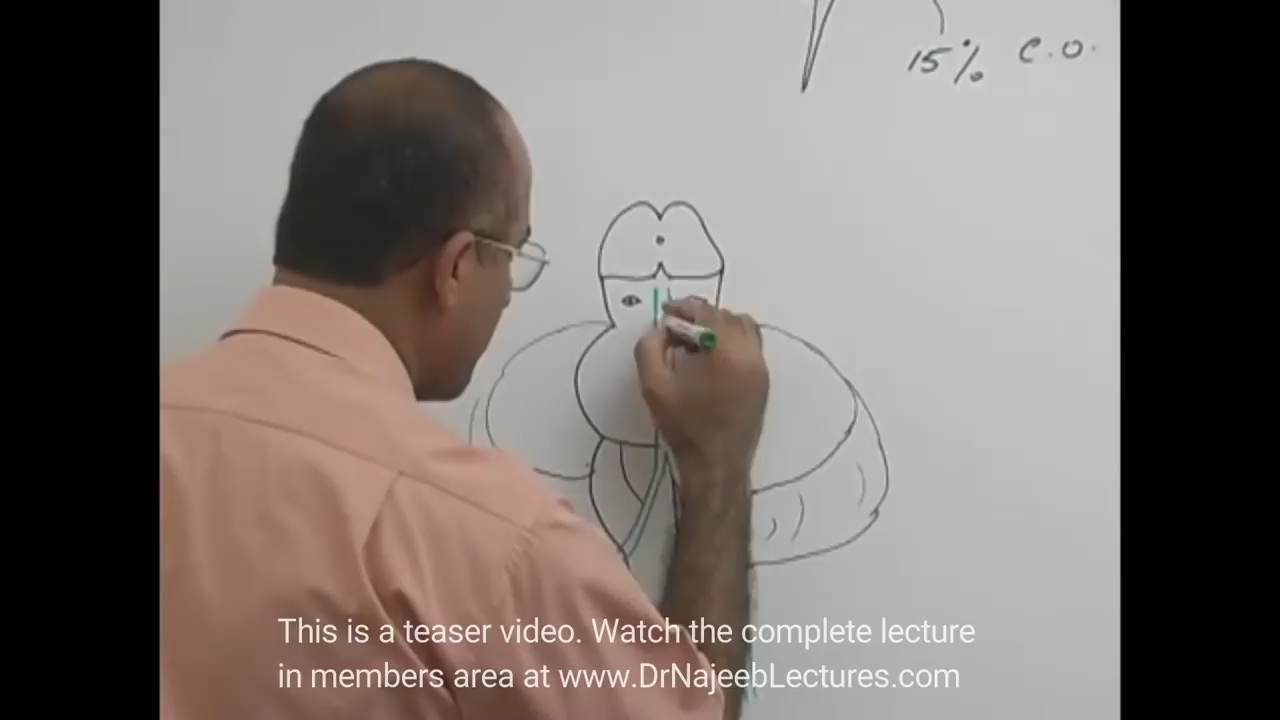 15% C.O.
This is a teaser video. Watch the complete lecture
in members area at www.DrNajeebLectures.com